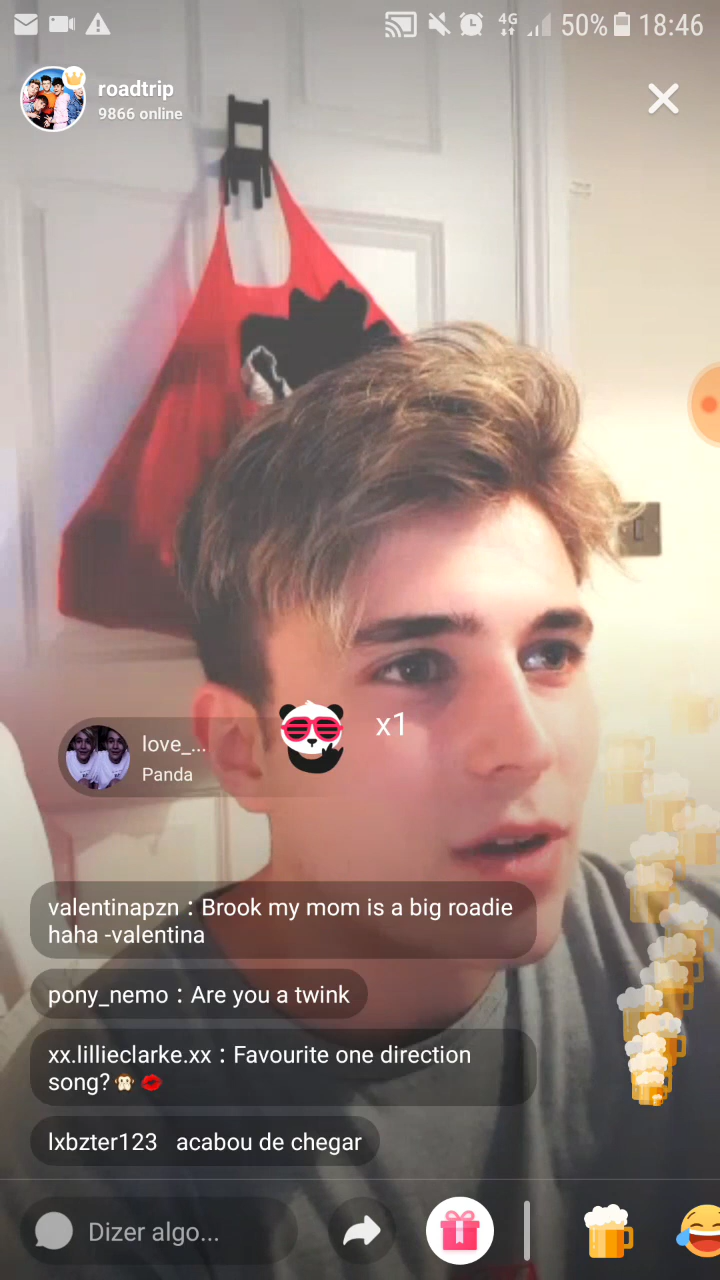 4G 50% 18:46
roadtrip
9866 online
x1
love_...
Panda
valentinapzn : Brook my mom is a big roadie
haha -valentina
pony_nemo : Are you a twink
xx.lillieclarke.xx : Favourite one direction
song?🙊💋
lxbzter123 acabou de chegar
Dizer algo...